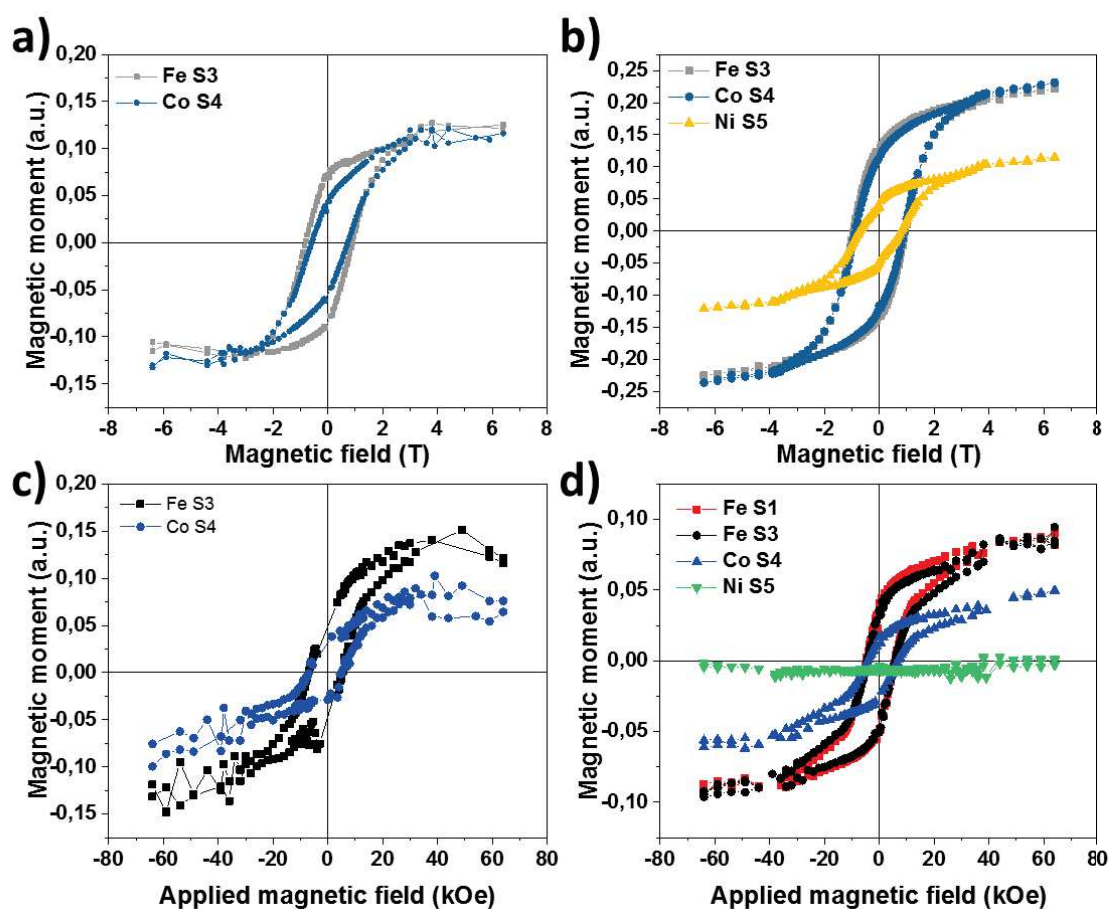 a)
0,20
0,15
0,10
0,05
0,00
-0,05
-0,10
-0,15
Magnetic moment (a.u.)
Fe S3
Co S4
-8 -6 -4 -2 0 2 4 6 8
Magnetic field (T)
b)
0,25
0,20
0,15
0,10
0,05
0,00
-0,05
-0,10
-0,15
-0,20
-0,25
Magnetic moment (a.u.)
Fe S3
Co S4
Ni S5
-8 -6 -4 -2 0 2 4 6 8
Magnetic field (T)
c)
0,20
0,15
0,10
0,05
0,00
-0,05
-0,10
-0,15
Magnetic moment (a.u.)
Fe S3
Co S4
-80 -60 -40 -20 0 20 40 60 80
Applied magnetic field (kOe)
d)
0,15
0,10
0,05
0,00
-0,05
-0,10
Magnetic moment (a.u.)
Fe S1
Fe S3
Co S4
Ni S5
-80 -60 -40 -20 0 20 40 60 80
Applied magnetic field (kOe)